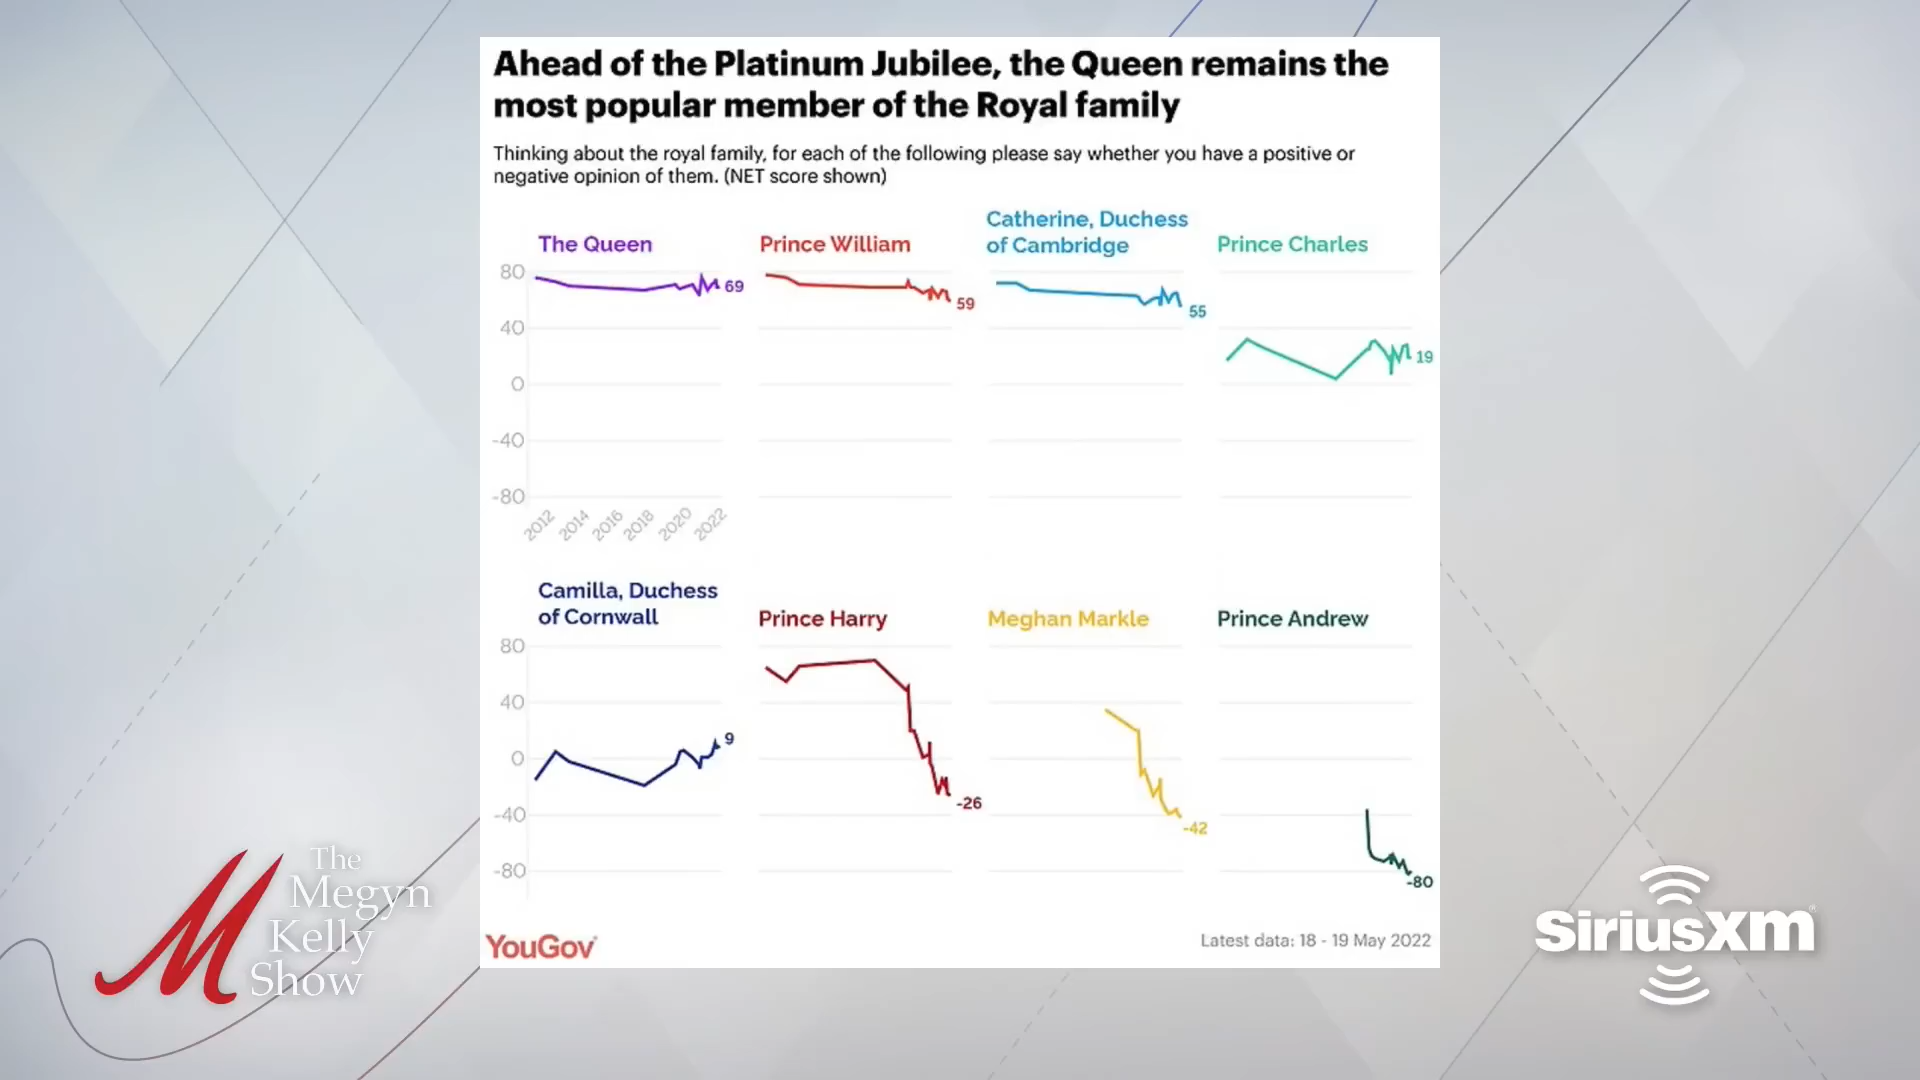 Ahead of the Platinum Jubilee, the Queen remains the
most popular member of the Royal family
Thinking about the royal family, for each of the following please say whether you have a positive or
negative opinion of them. (NET score shown)
The Queen
Prince William
Catherine, Duchess
of Cambridge
Prince Charles
80
40
0
-40
-80
69
59
55
19
2012
2014
2016
2018
2020
2022
Camilla, Duchess
of Cornwall
Prince Harry
Meghan Markle
Prince Andrew
80
40
0
-40
-80
9
-26
-42
-80
YouGov
Latest data: 18 - 19 May 2022
The
Megyn
Kelly
Show
M
SiriusXM